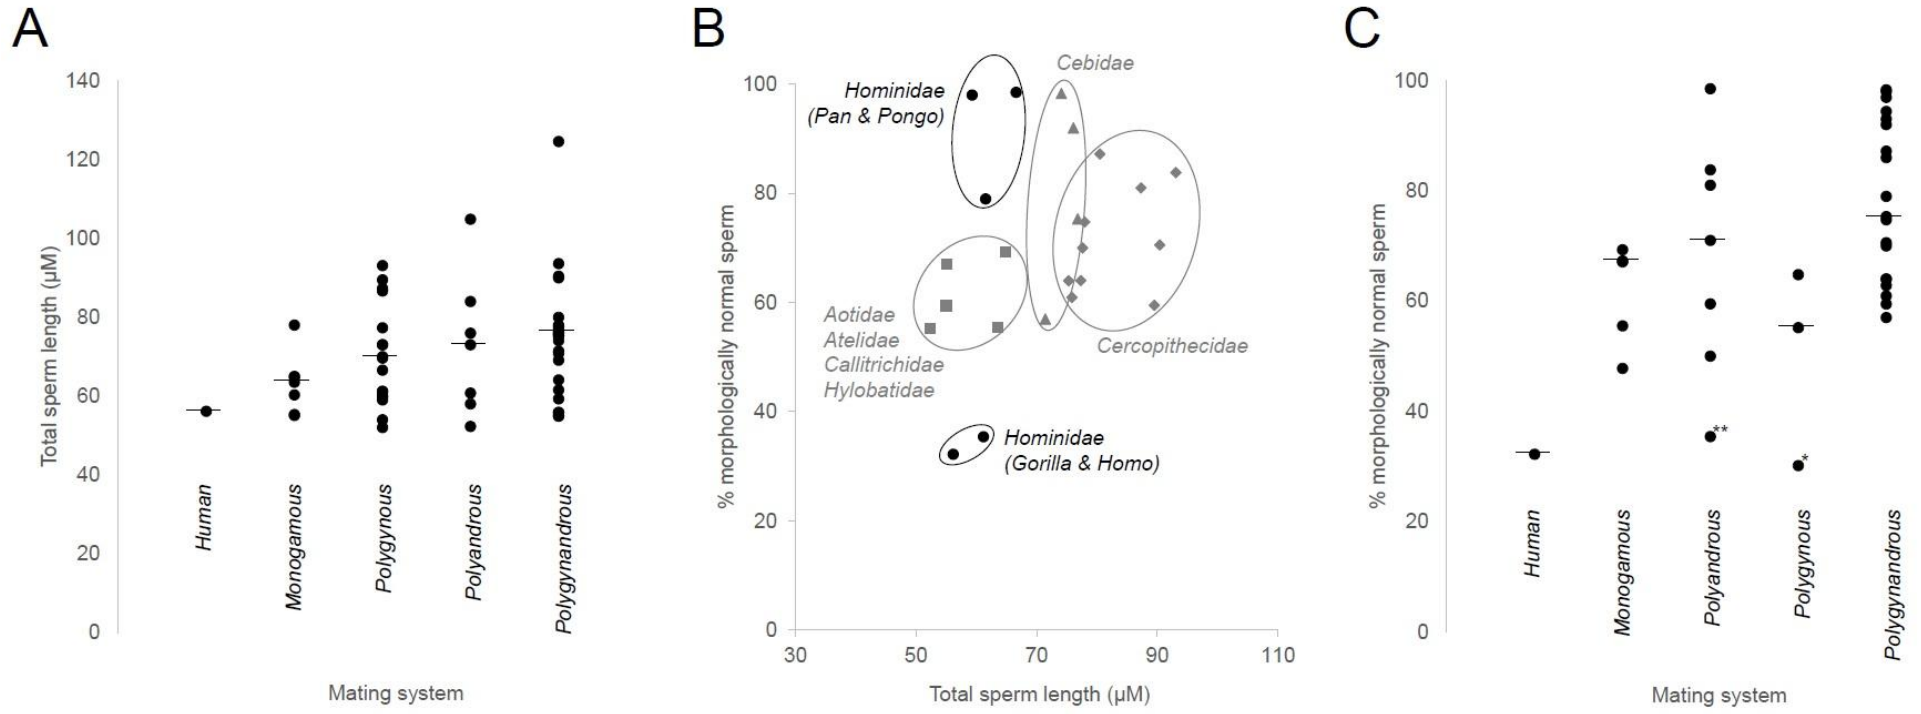 A
140
120
100
80
60
40
20
0
Total sperm length (µM)
Human
Monogamous
Polygynous
Polyandrous
Polygynandrous
Mating system
B
100
80
60
40
20
0
% morphologically normal sperm
Hominidae
(Pan & Pongo)
Cebidae
Aotidae
Atelidae
Callitrichidae
Hylobatidae
Cercopithecidae
Hominidae
(Gorilla & Homo)
30
50
70
90
110
Total sperm length (µM)
C
100
80
60
40
20
0
% morphologically normal sperm
**
*
Human
Monogamous
Polyandrous
Polygynous
Polygynandrous
Mating system